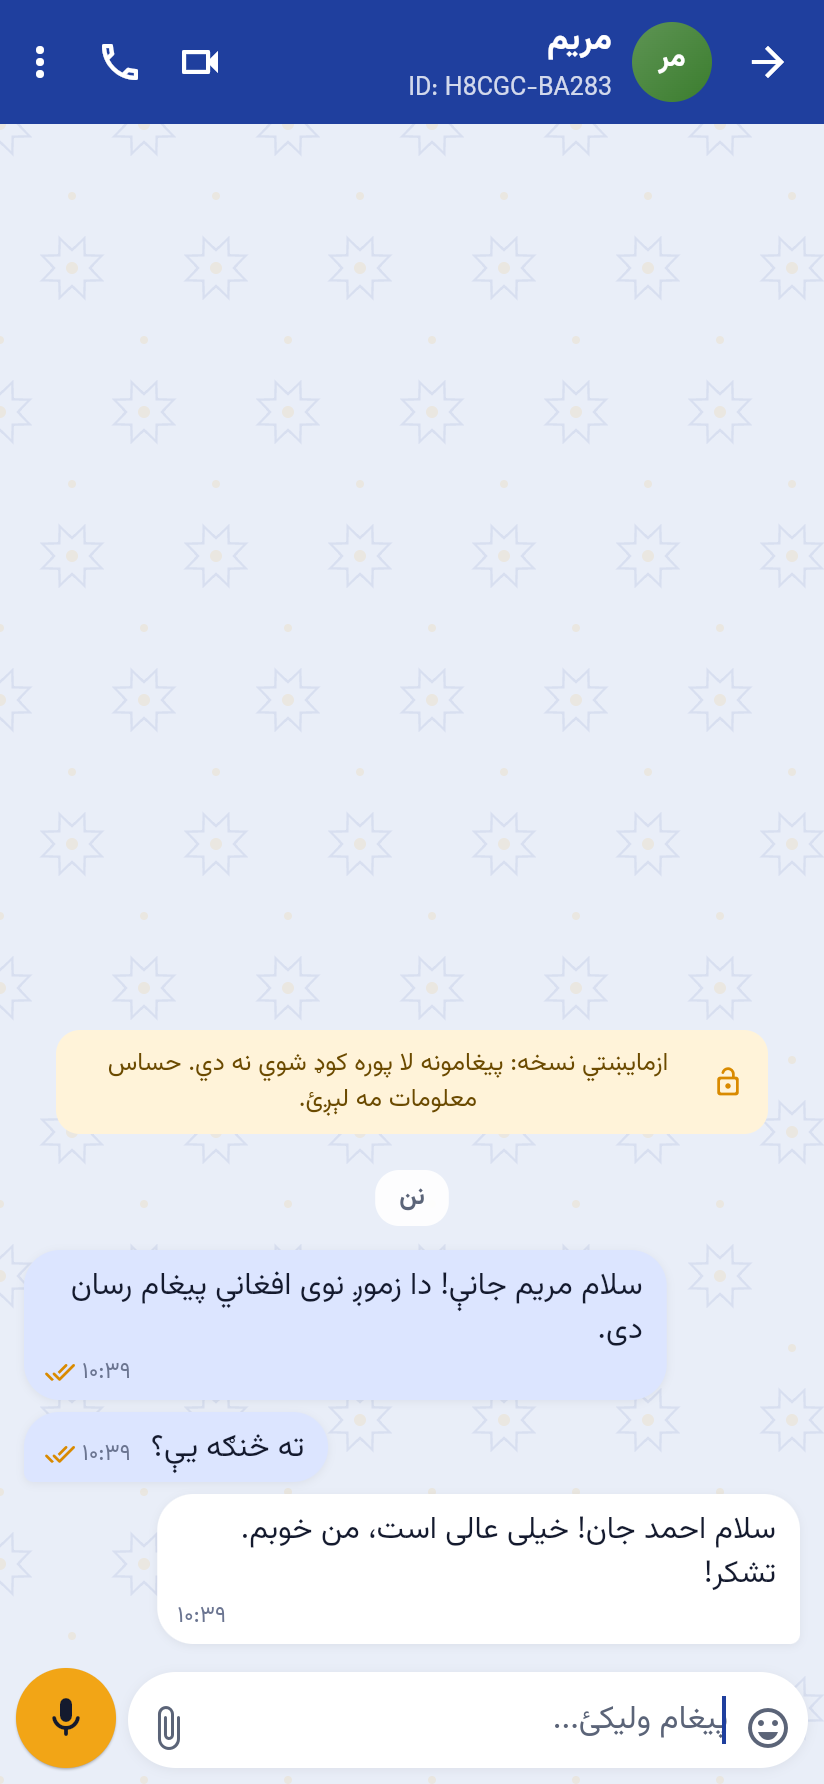 مریم
مر
ID: H8CGC-BA283
ازمایښتي نسخه: پیغامونه لا پوره کوډ شوي نه دي. حساس
معلومات مه لېږئ.
نن
سلام مریم جانې! دا زموږ نوی افغاني پیغام رسان
دی.
۱۰:۳۹
ته څنګه یې؟
۱۰:۳۹
سلام احمد جان! خیلی عالی است، من خوبم.
تشکر!
۱۰:۳۹
پیغام ولیکئ...